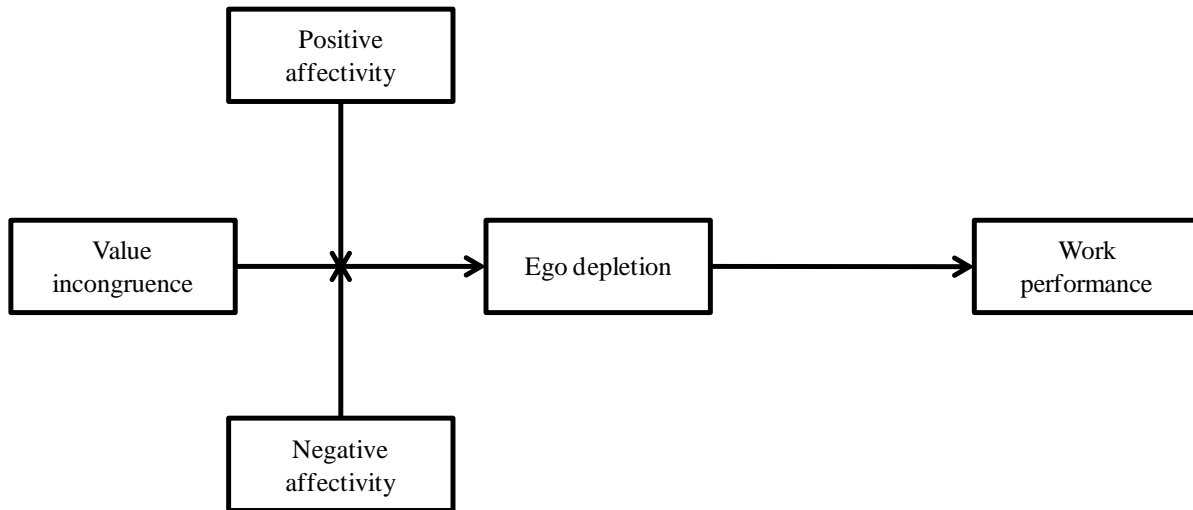 Positive
affectivity
Value
incongruence
Ego depletion
Work
performance
Negative
affectivity